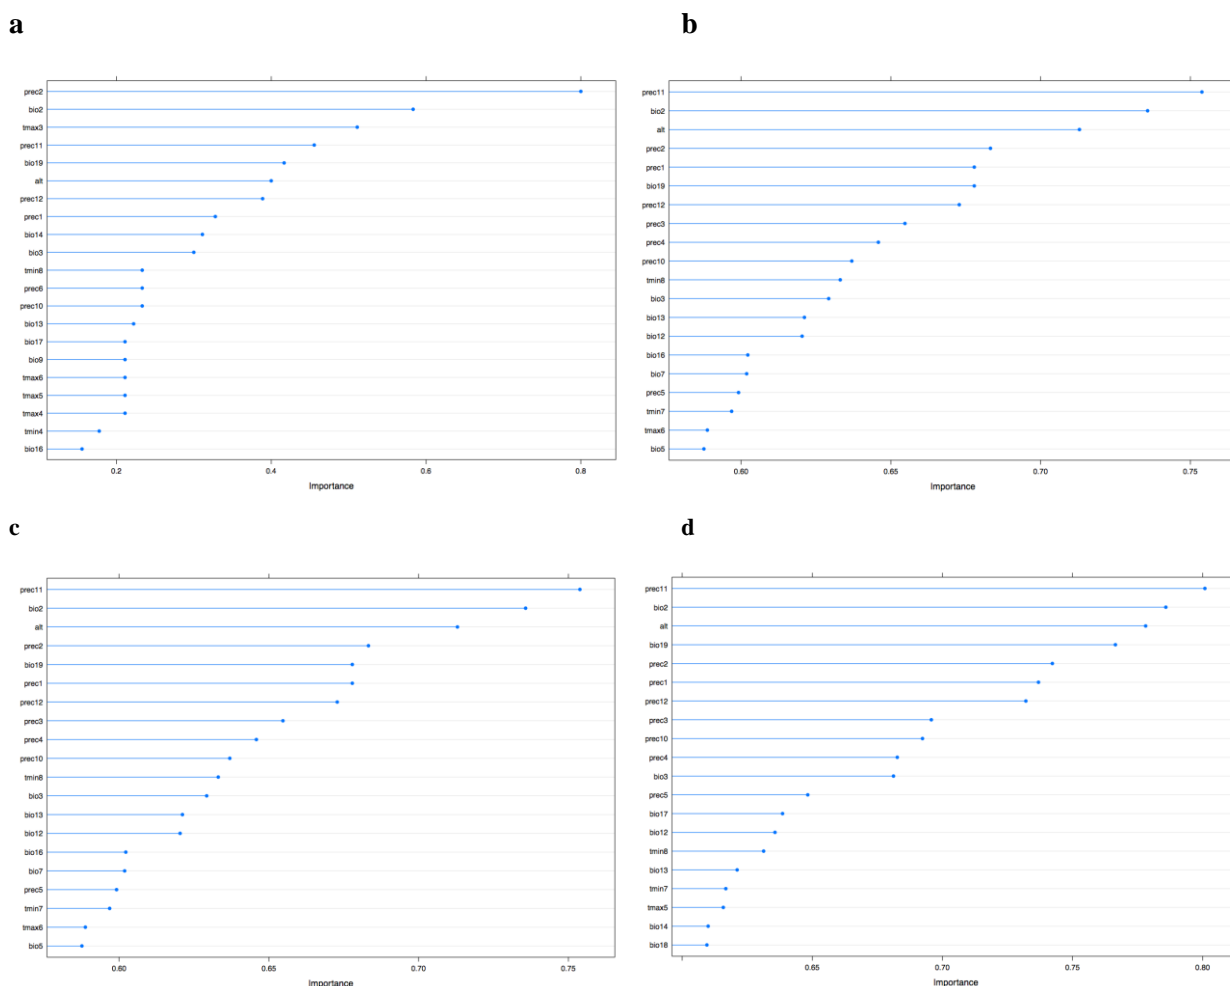 a
prec2
bio2
tmax3
prec11
bio19
alt
prec12
prec1
bio14
bio3
tmin8
prec6
prec10
bio13
bio17
bio9
tmax6
tmax5
tmax4
tmin4
bio16
0.2 0.4 0.6 0.8
Importance
b
prec11
bio2
alt
prec2
prec1
bio19
prec12
prec3
prec4
prec10
tmin8
bio3
bio13
bio12
bio16
bio7
prec5
tmin7
tmax6
bio5
0.60 0.65 0.70 0.75
Importance
c
prec11
bio2
alt
prec2
bio19
prec1
prec12
prec3
prec4
prec10
tmin8
bio3
bio13
bio12
bio16
bio7
prec5
tmin7
tmax6
bio5
0.60 0.65 0.70 0.75
Importance
d
prec11
bio2
alt
bio19
prec2
prec1
prec12
prec3
prec10
prec4
bio3
prec5
bio17
bio12
tmin8
bio13
tmin7
tmax5
bio14
bio18
0.65 0.70 0.75 0.80
Importance